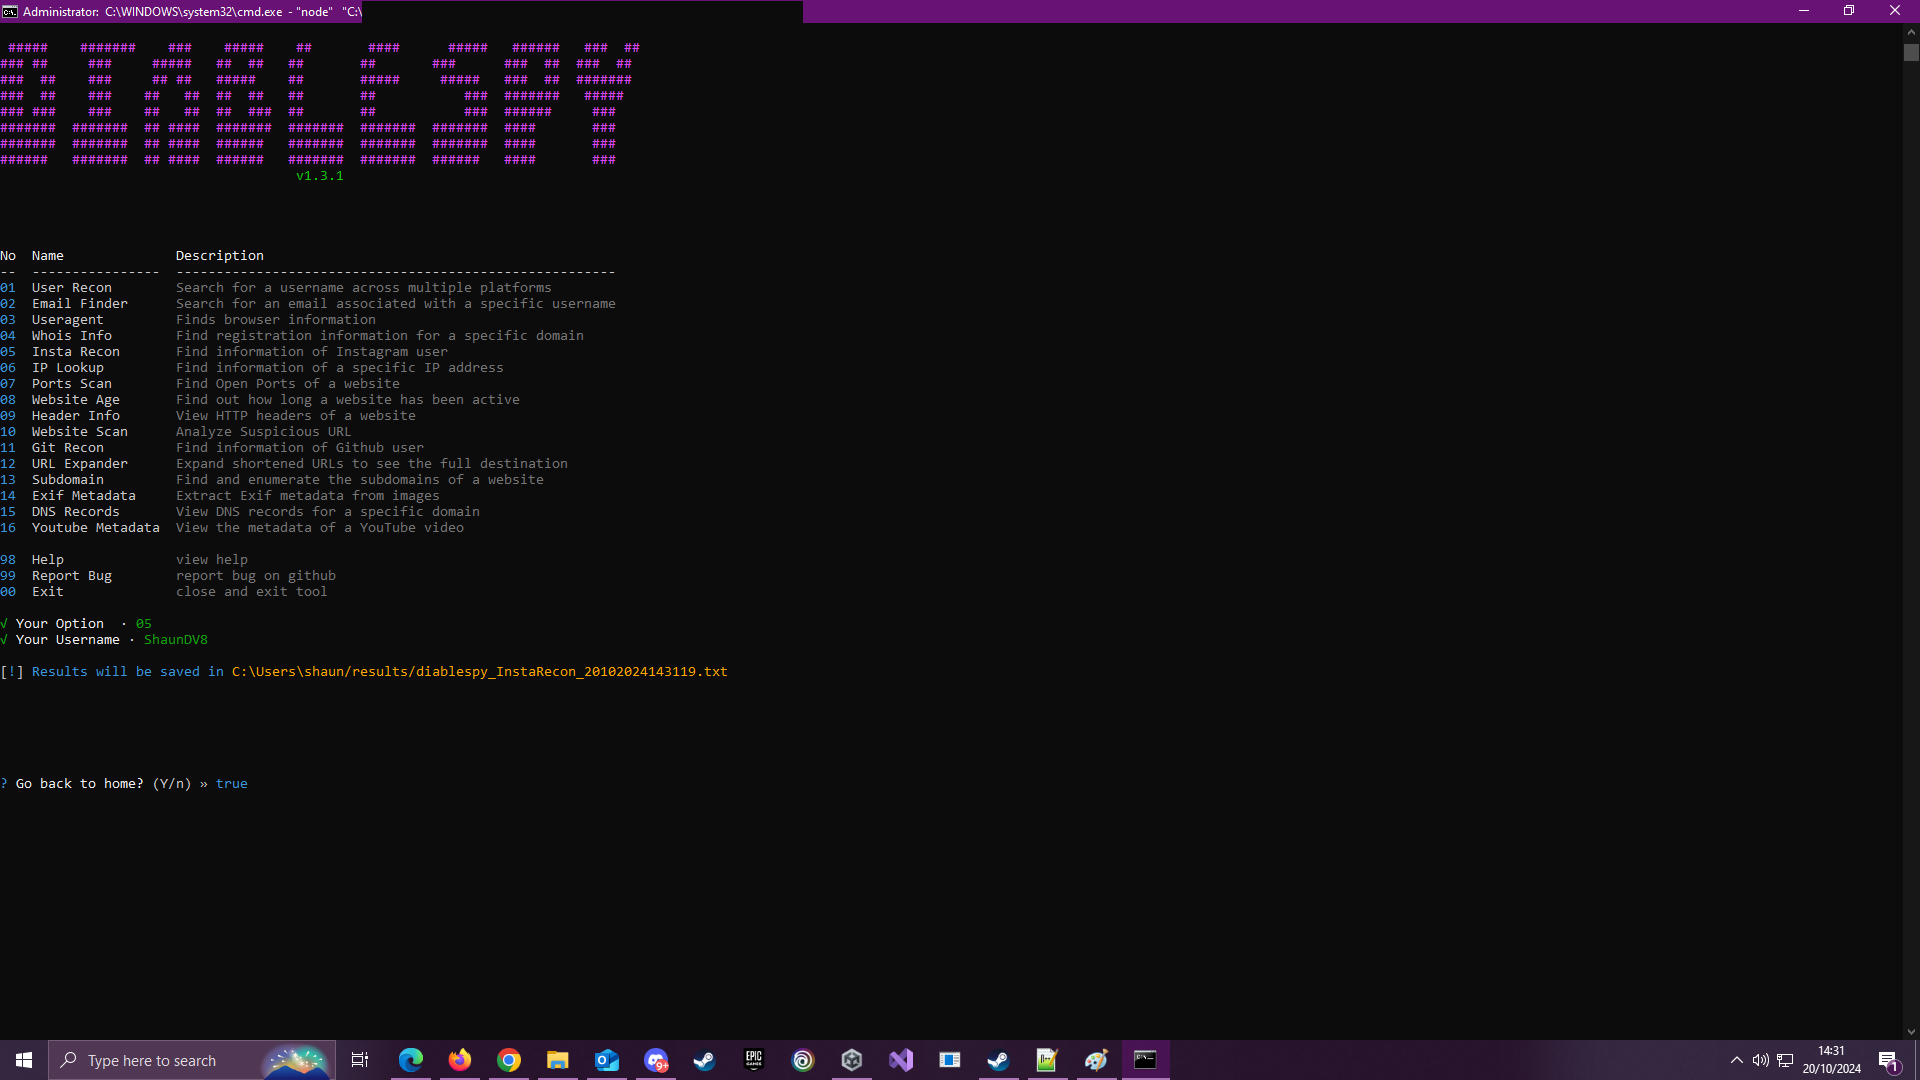 Administrator: C:\WINDOWS\system32\cmd.exe - "node" "C:\
DIABLESPY
v1.3.1
No Name Description
-- ---------------- -------------------------------------------------------
01 User Recon Search for a username across multiple platforms
02 Email Finder Search for an email associated with a specific username
03 Useragent Finds browser information
04 Whois Info Find registration information for a specific domain
05 Insta Recon Find information of Instagram user
06 IP Lookup Find information of a specific IP address
07 Ports Scan Find Open Ports of a website
08 Website Age Find out how long a website has been active
09 Header Info View HTTP headers of a website
10 Website Scan Analyze Suspicious URL
11 Git Recon Find information of Github user
12 URL Expander Expand shortened URLs to see the full destination
13 Subdomain Find and enumerate the subdomains of a website
14 Exif Metadata Extract Exif metadata from images
15 DNS Records View DNS records for a specific domain
16 Youtube Metadata View the metadata of a YouTube video
98 Help view help
99 Report Bug report bug on github
00 Exit close and exit tool
√ Your Option · 05
√ Your Username · ShaunDV8
[!] Results will be saved in C:\Users\shaun/results/diablespy_InstaRecon_20102024143119.txt
? Go back to home? (Y/n) » true
Type here to search
9+
EPIC GAMES
14:31
20/10/2024
1